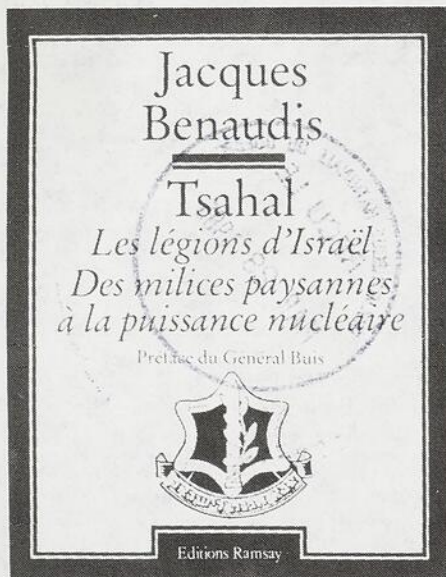 Jacques
Benaudis
Tsahal
Les légions d'Israël
Des milices paysannes
à la puissance nucléaire
Préface du Général Buis
Editions Ramsay